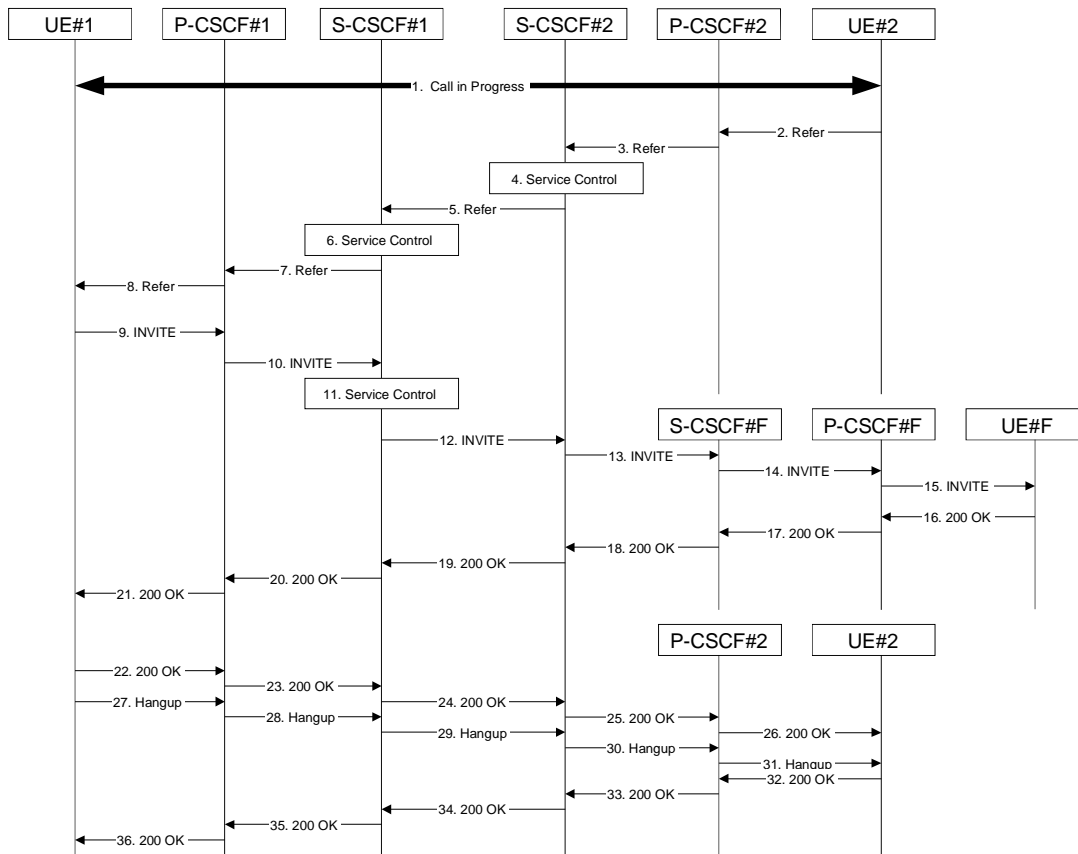 UE#1
P-CSCF#1
S-CSCF#1
S-CSCF#2
P-CSCF#2
UE#2
1. Call in Progress
2. Refer
3. Refer
4. Service Control
5. Refer
6. Service Control
7. Refer
8. Refer
9. INVITE
10. INVITE
11. Service Control
S-CSCF#F
P-CSCF#F
UE#F
12. INVITE
13. INVITE
14. INVITE
15. INVITE
16. 200 OK
17. 200 OK
18. 200 OK
19. 200 OK
20. 200 OK
21. 200 OK
P-CSCF#2
UE#2
22. 200 OK
23. 200 OK
27. Hangup
24. 200 OK
28. Hangup
25. 200 OK
29. Hangup
26. 200 OK
30. Hangup
31. Hangup
32. 200 OK
33. 200 OK
34. 200 OK
35. 200 OK
36. 200 OK